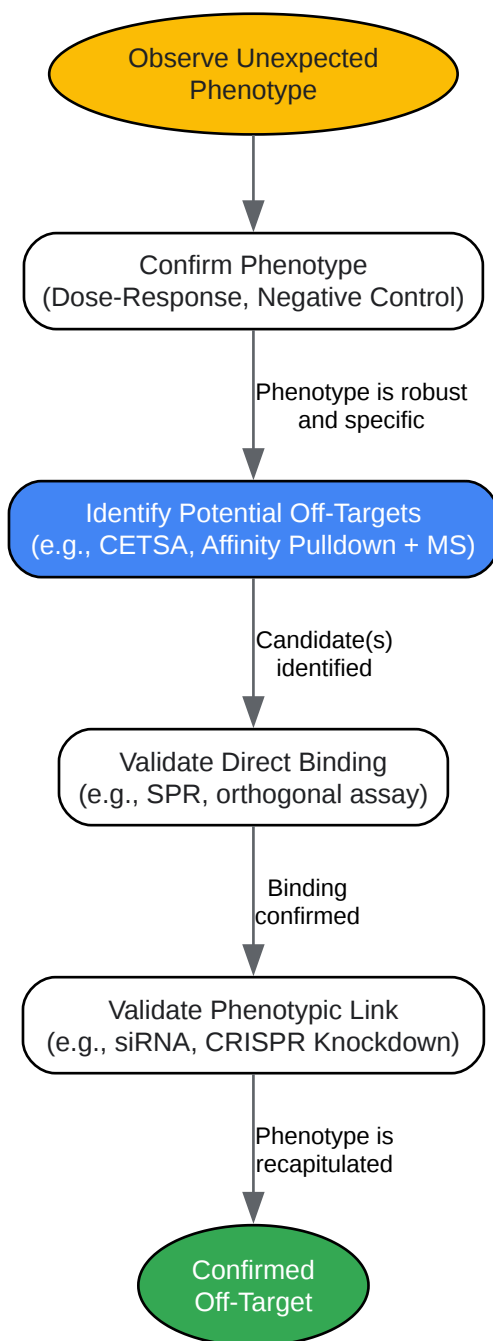 Observe Unexpected
Phenotype
Confirm Phenotype
(Dose-Response, Negative Control)
Phenotype is robust
and specific
Identify Potential Off-Targets
(e.g., CETSA, Affinity Pulldown + MS)
Candidate(s)
identified
Validate Direct Binding
(e.g., SPR, orthogonal assay)
Binding
confirmed
Validate Phenotypic Link
(e.g., siRNA, CRISPR Knockdown)
Phenotype is
recapitulated
Confirmed
Off-Target